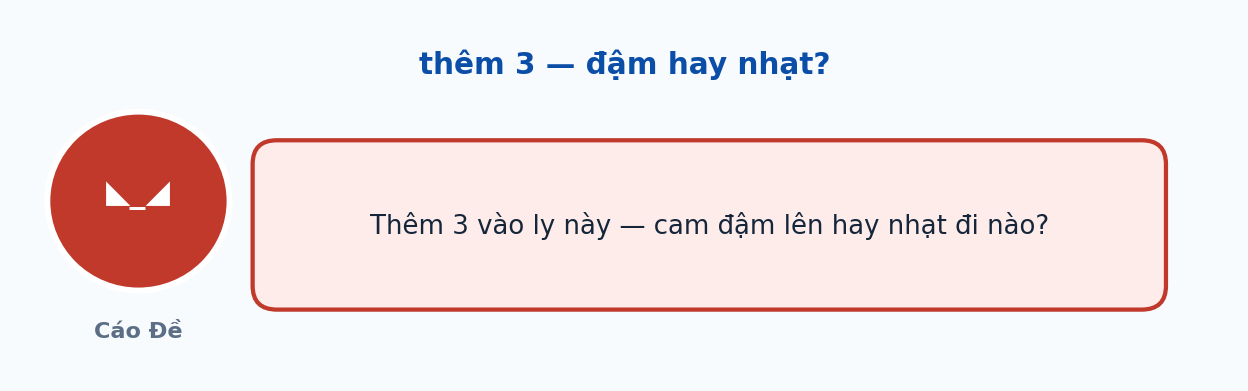 thêm 3 — đậm hay nhạt?
Thêm 3 vào ly này — cam đậm lên hay nhạt đi nào?
Cáo Đề